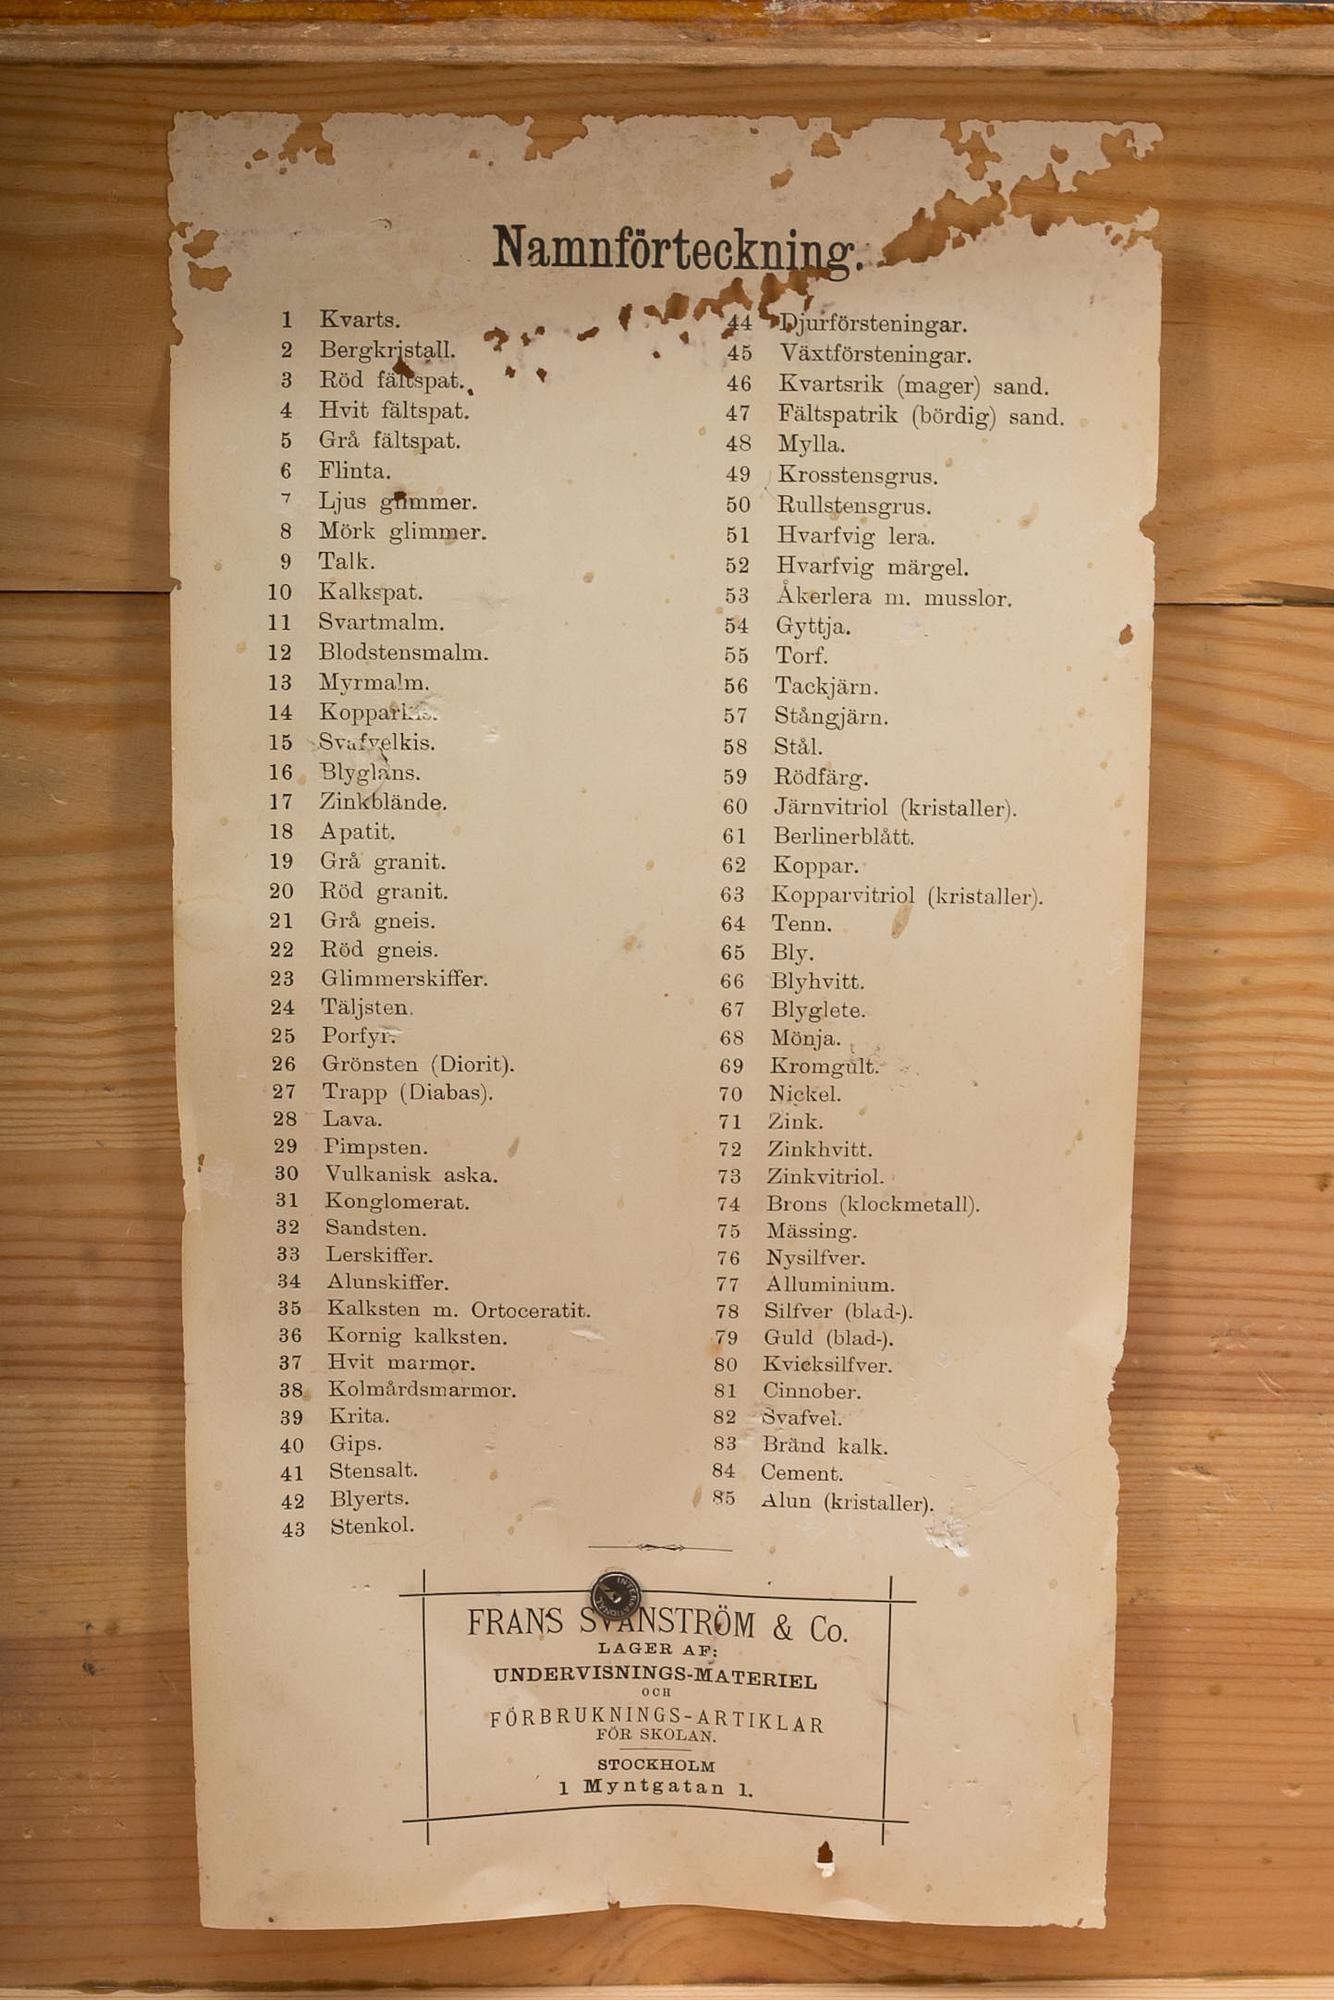 Namnförteckning.
1 Kvarts.
2 Bergkristall.
3 Röd fältspat.
4 Hvit fältspat.
5 Grå fältspat.
6 Flinta.
7 Ljus glimmer.
8 Mörk glimmer.
9 Talk.
10 Kalkspat.
11 Svartmalm.
12 Blodstensmalm.
13 Myrmalm.
14 Kopparkis.
15 Svafvelkis.
16 Blyglans.
17 Zinkblände.
18 Apatit.
19 Grå granit.
20 Röd granit.
21 Grå gneis.
22 Röd gneis.
23 Glimmerskiffer.
24 Täljsten.
25 Porfyr.
26 Grönsten (Diorit).
27 Trapp (Diabas).
28 Lava.
29 Pimpsten.
30 Vulkanisk aska.
31 Konglomerat.
32 Sandsten.
33 Lerskiffer.
34 Alunskiffer.
35 Kalksten m. Ortoceratit.
36 Kornig kalksten.
37 Hvit marmor.
38 Kolmårdsmarmor.
39 Krita.
40 Gips.
41 Stensalt.
42 Blyerts.
43 Stenkol.
44 Djurförsteningar.
45 Växtförsteningar.
46 Kvartsrik (mager) sand.
47 Fältspatrik (bördig) sand.
48 Mylla.
49 Krosstensgrus.
50 Rullstensgrus.
51 Hvarfvig lera.
52 Hvarfvig märgel.
53 Åkerlera m. musslor.
54 Gyttja.
55 Torf.
56 Tackjärn.
57 Stångjärn.
58 Stål.
59 Rödfärg.
60 Järnvitriol (kristaller).
61 Berlinerblått.
62 Koppar.
63 Kopparvitriol (kristaller).
64 Tenn.
65 Bly.
66 Blyhvitt.
67 Blyglete.
68 Mönja.
69 Kromgult.
70 Nickel.
71 Zink.
72 Zinkhvitt.
73 Zinkvitriol.
74 Brons (klockmetall).
75 Mässing.
76 Nysilfver.
77 Alluminium.
78 Silfver (blad-).
79 Guld (blad-).
80 Kvicksilfver.
81 Cinnober.
82 Svafvel.
83 Bränd kalk.
84 Cement.
85 Alun (kristaller).
INTERNATIONAL
FRANS SVANSTRÖM & Co.
LAGER AF:
UNDERVISNINGS-MATERIEL
OCH
FÖRBRUKNINGS-ARTIKLAR
FÖR SKOLAN.
STOCKHOLM
1 Myntgatan 1.